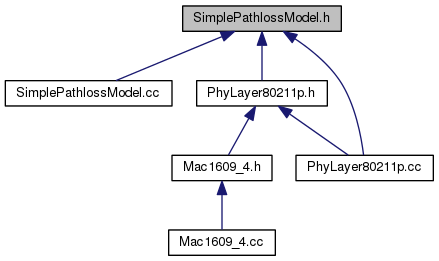 SimplePathlossModel.h
SimplePathlossModel.cc
PhyLayer80211p.h
Mac1609_4.h
PhyLayer80211p.cc
Mac1609_4.cc